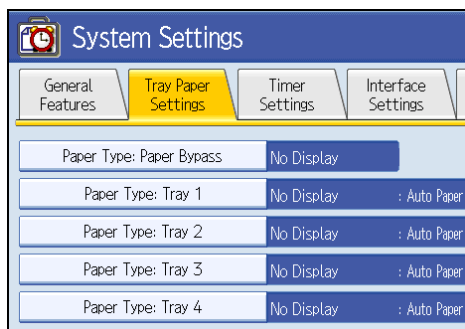 System Settings
General Features
Tray Paper Settings
Timer Settings
Interface Settings
Paper Type: Paper Bypass No Display
Paper Type: Tray 1 No Display : Auto Paper
Paper Type: Tray 2 No Display : Auto Paper
Paper Type: Tray 3 No Display : Auto Paper
Paper Type: Tray 4 No Display : Auto Paper